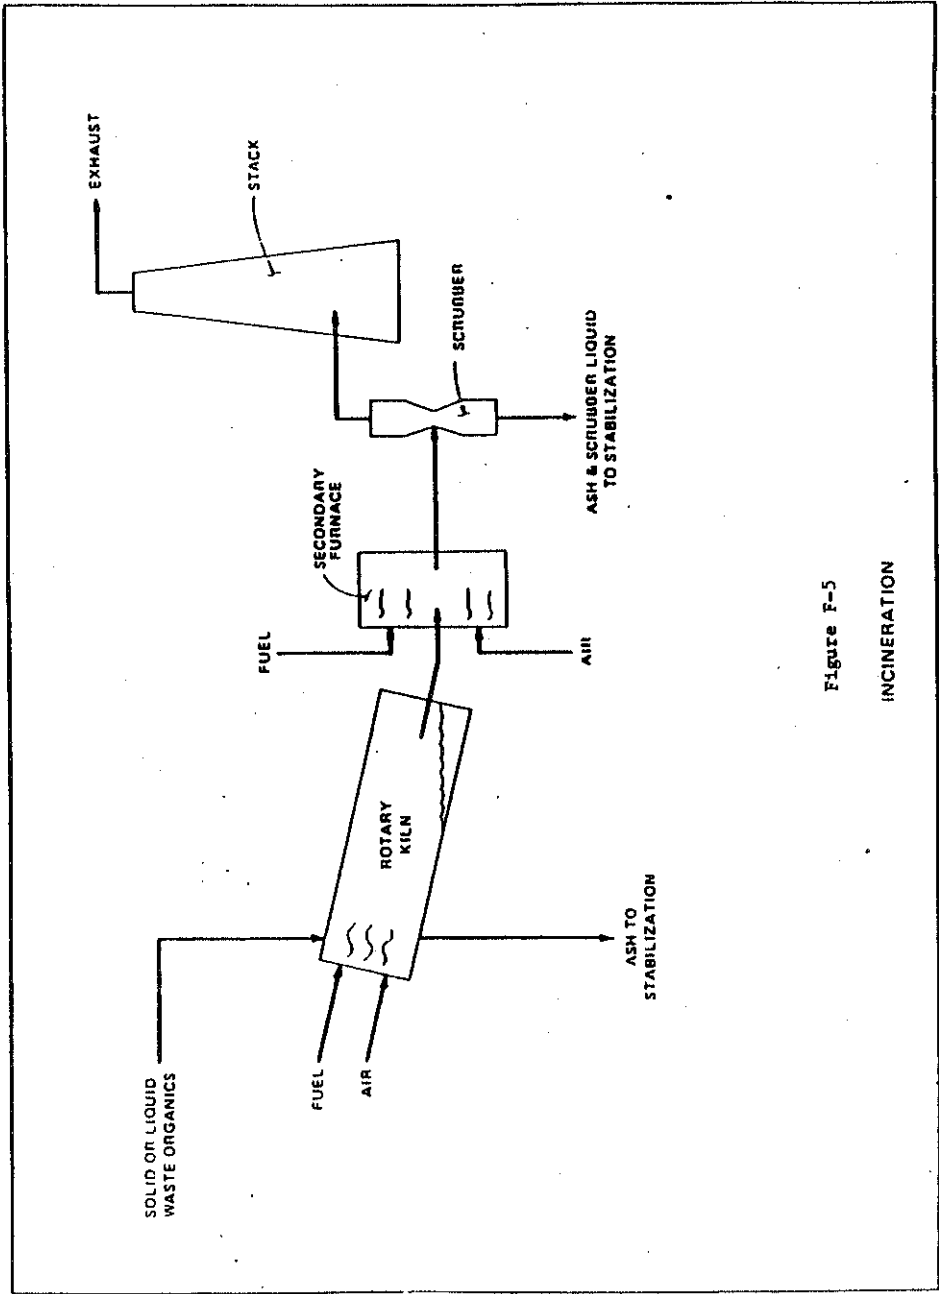 SOLID OR LIQUID
WASTE ORGANICS
FUEL
AIR
ROTARY
KILN
ASH TO
STABILIZATION
FUEL
AIR
SECONDARY
FURNACE
SCRUBBER
ASH & SCRUBBER LIQUID
TO STABILIZATION
STACK
EXHAUST
Figure F-5
INCINERATION